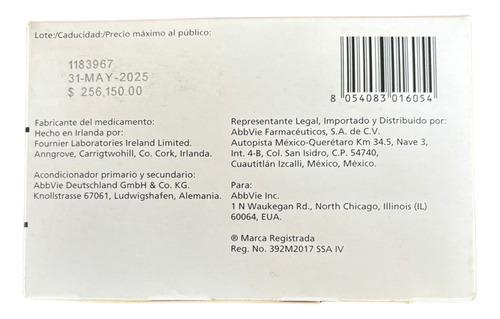 Lote:/Caducidad:/Precio máximo al público:
1183967
31-MAY-2025
$ 256,150.00
8 054083 016054
Fabricante del medicamento:
Hecho en Irlanda por:
Fournier Laboratories Ireland Limited.
Anngrove, Carrigtwohill, Co. Cork, Irlanda.
Acondicionador primario y secundario:
AbbVie Deutschland GmbH & Co. KG.
Knollstrasse 67061, Ludwigshafen, Alemania.
Representante Legal, Importado y Distribuido por:
AbbVie Farmacéuticos, S.A. de C.V.
Autopista México-Querétaro Km 34.5, Nave 3,
Int. 4-B, Col. San Isidro, C.P. 54740,
Cuautitlán Izcalli, México, México.
Para:
AbbVie Inc.
1 N Waukegan Rd., North Chicago, Illinois (IL)
60064, EUA.
® Marca Registrada
Reg. No. 392M2017 SSA IV